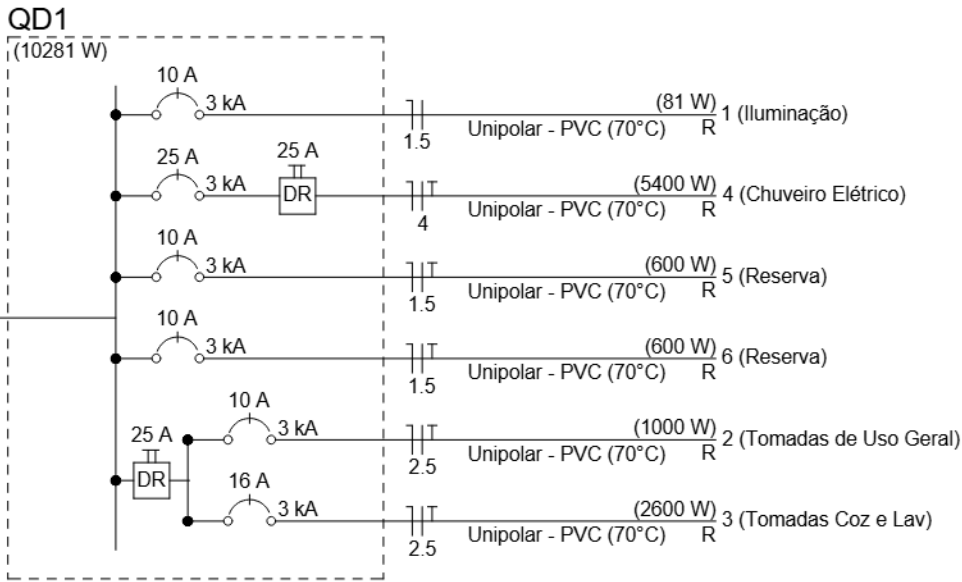 QD1
(10281 W)
10 A
3 kA
1.5
(81 W)
Unipolar - PVC (70°C)
R
1 (Iluminação)
25 A
3 kA
25 A
DR
4
(5400 W)
Unipolar - PVC (70°C)
R
4 (Chuveiro Elétrico)
10 A
3 kA
T
1.5
(600 W)
Unipolar - PVC (70°C)
R
5 (Reserva)
10 A
3 kA
1.5
(600 W)
Unipolar - PVC (70°C)
R
6 (Reserva)
25 A
DR
10 A
3 kA
2.5
(1000 W)
Unipolar - PVC (70°C)
R
2 (Tomadas de Uso Geral)
16 A
3 kA
2.5
(2600 W)
Unipolar - PVC (70°C)
R
3 (Tomadas Coz e Lav)